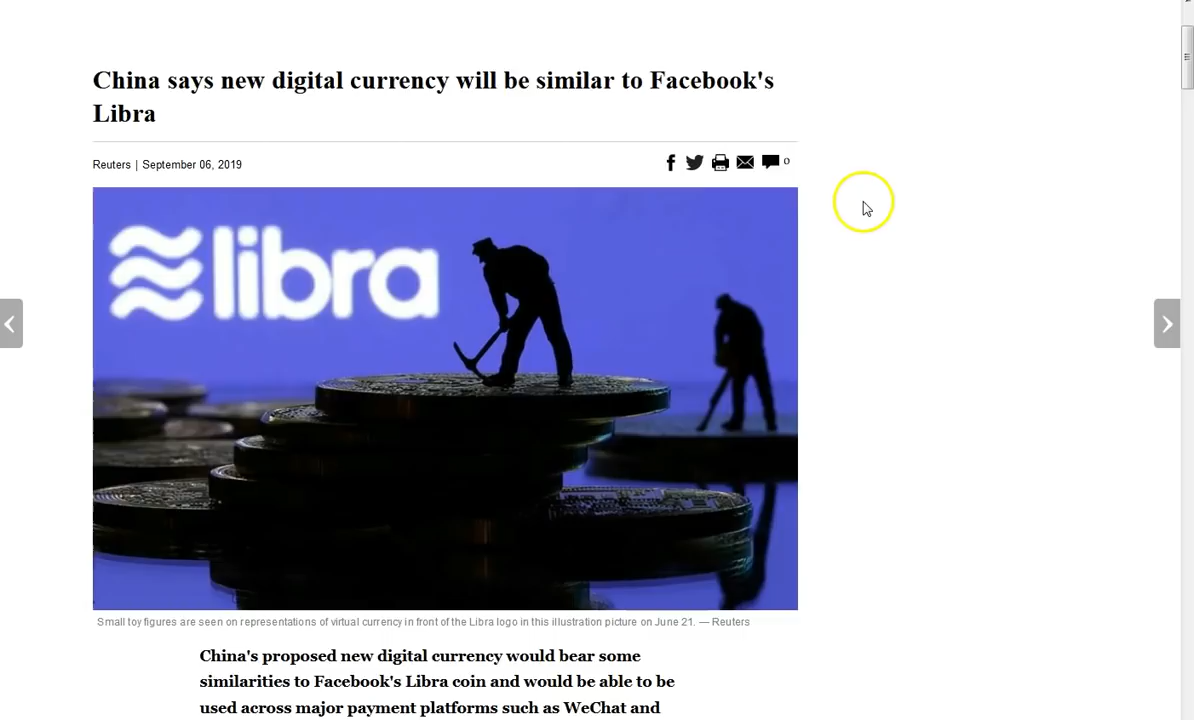 China says new digital currency will be similar to Facebook's
Libra
Reuters | September 06, 2019
0
libra
Small toy figures are seen on representations of virtual currency in front of the Libra logo in this illustration picture on June 21. — Reuters
China's proposed new digital currency would bear some
similarities to Facebook's Libra coin and would be able to be
used across major payment platforms such as WeChat and